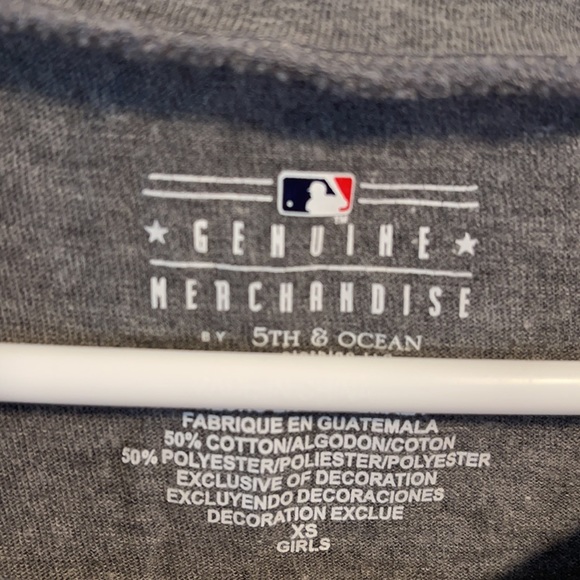 GENUINE
MERCHANDISE
BY 5TH & OCEAN
FABRIQUE EN GUATEMALA
50% COTTON/ALGODON/COTON
50% POLYESTER/POLIESTER/POLYESTER
EXCLUSIVE OF DECORATION
EXCLUYENDO DECORACIONES
DECORATION EXCLUE
XS
GIRLS